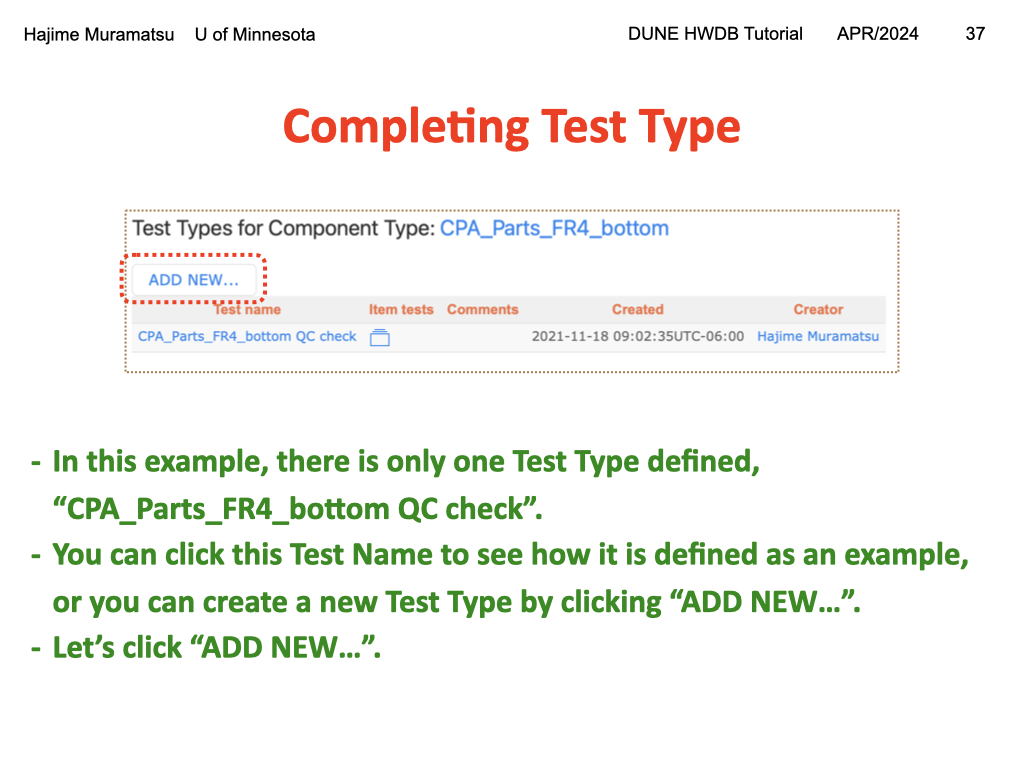 Hajime Muramatsu U of Minnesota DUNE HWDB Tutorial APR/2024 37
Completing Test Type
Test Types for Component Type: CPA_Parts_FR4_bottom
ADD NEW...
Test name Item tests Comments Created Creator
CPA_Parts_FR4_bottom QC check 2021-11-18 09:02:35UTC-06:00 Hajime Muramatsu
- In this example, there is only one Test Type defined,
“CPA_Parts_FR4_bottom QC check”.
- You can click this Test Name to see how it is defined as an example,
or you can create a new Test Type by clicking “ADD NEW…”.
- Let’s click “ADD NEW…”.